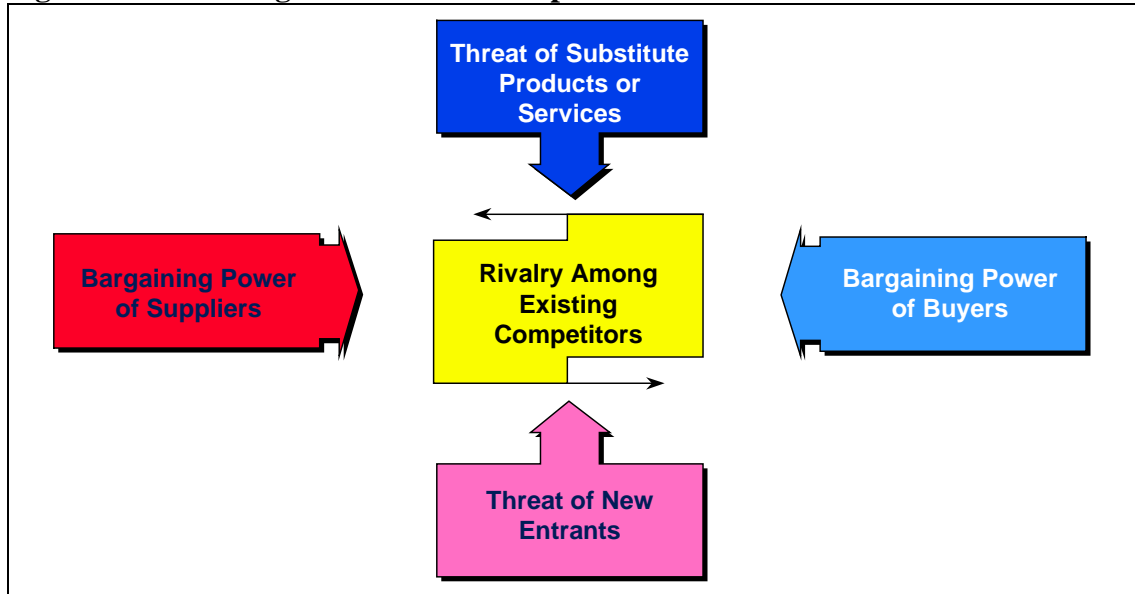 Threat of Substitute
Products or
Services
Bargaining Power
of Suppliers
Rivalry Among
Existing
Competitors
Bargaining Power
of Buyers
Threat of New
Entrants